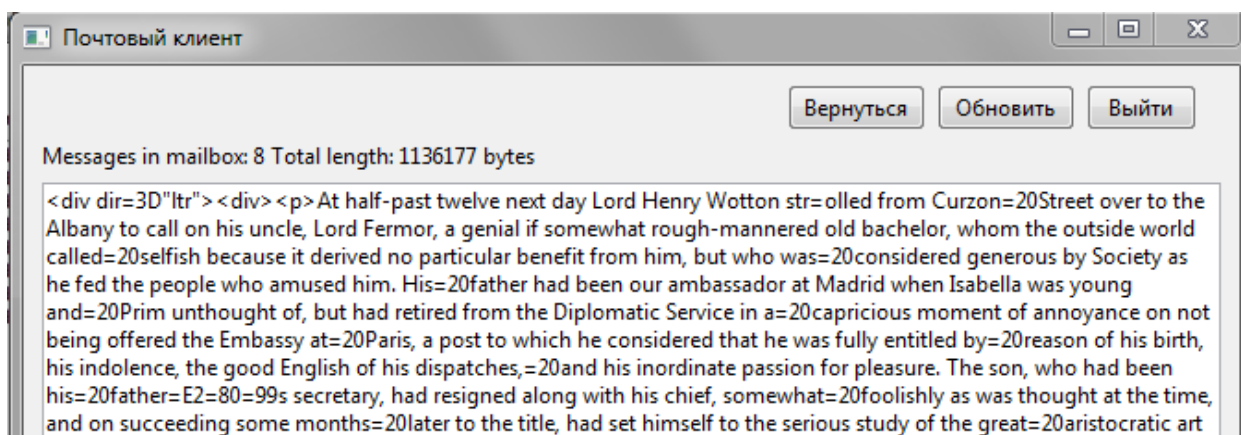 Почтовый клиент
Вернуться Обновить Выйти
Messages in mailbox: 8 Total length: 1136177 bytes
<div dir=3D"ltr"><div><p>At half-past twelve next day Lord Henry Wotton str=olled from Curzon=20Street over to the
Albany to call on his uncle, Lord Fermor, a genial if somewhat rough-mannered old bachelor, whom the outside world
called=20selfish because it derived no particular benefit from him, but who was=20considered generous by Society as
he fed the people who amused him. His=20father had been our ambassador at Madrid when Isabella was young
and=20Prim unthought of, but had retired from the Diplomatic Service in a=20capricious moment of annoyance on not
being offered the Embassy at=20Paris, a post to which he considered that he was fully entitled by=20reason of his birth,
his indolence, the good English of his dispatches,=20and his inordinate passion for pleasure. The son, who had been
his=20father=E2=80=99s secretary, had resigned along with his chief, somewhat=20foolishly as was thought at the time,
and on succeeding some months=20later to the title, had set himself to the serious study of the great=20aristocratic art